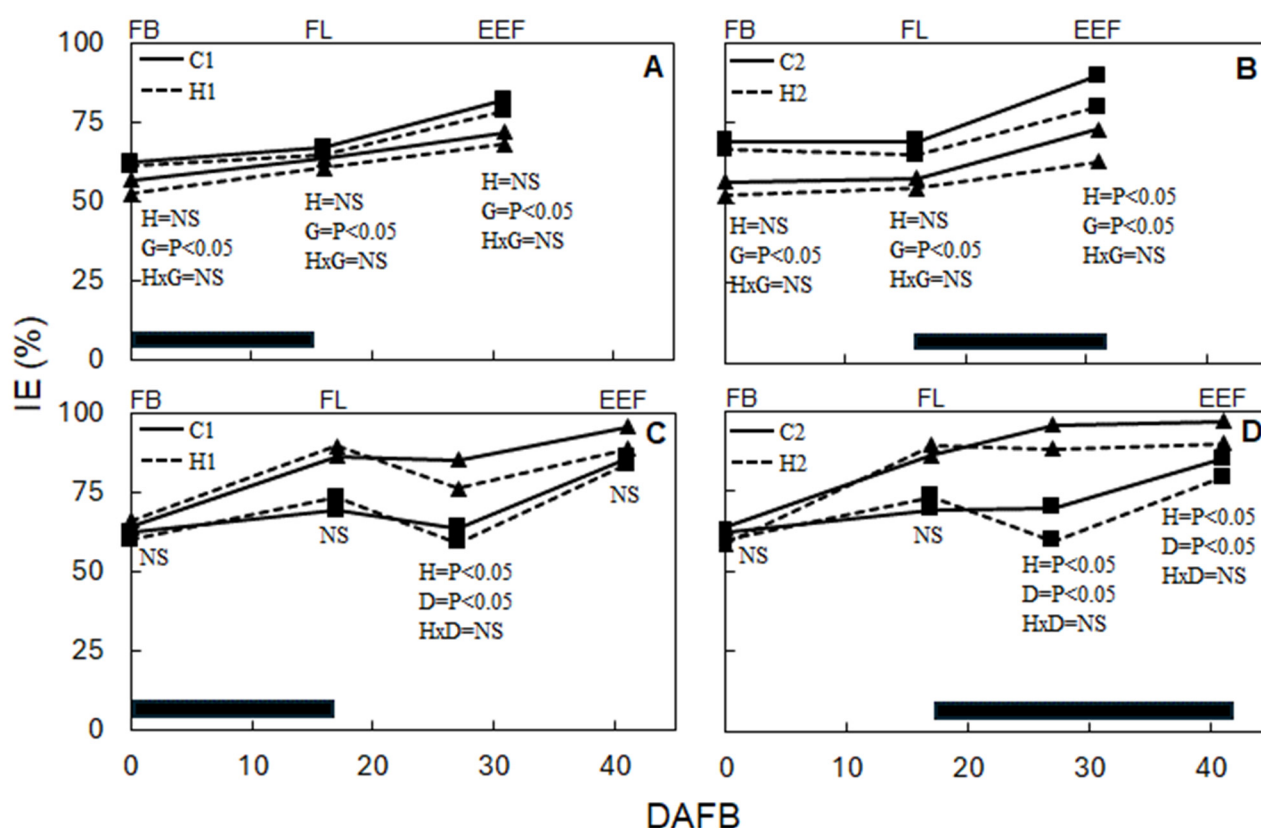 FB FL EEF
C1
H1
A
100
75
50
25
0
H=NS
G=P<0.05
HxG=NS
H=NS
G=P<0.05
HxG=NS
H=NS
G=P<0.05
HxG=NS
FB FL EEF
C2
H2
B
H=NS
G=P<0.05
HxG=NS
H=NS
G=P<0.05
HxG=NS
H=P<0.05
G=P<0.05
HxG=NS
IE (%)
FB FL EEF
C1
H1
C
100
75
50
25
0
NS
NS
H=P<0.05
D=P<0.05
HxD=NS
NS
0 10 20 30 40
FB FL EEF
C2
H2
D
NS
NS
H=P<0.05
D=P<0.05
HxD=NS
H=P<0.05
D=P<0.05
HxD=NS
0 10 20 30 40
DAFB